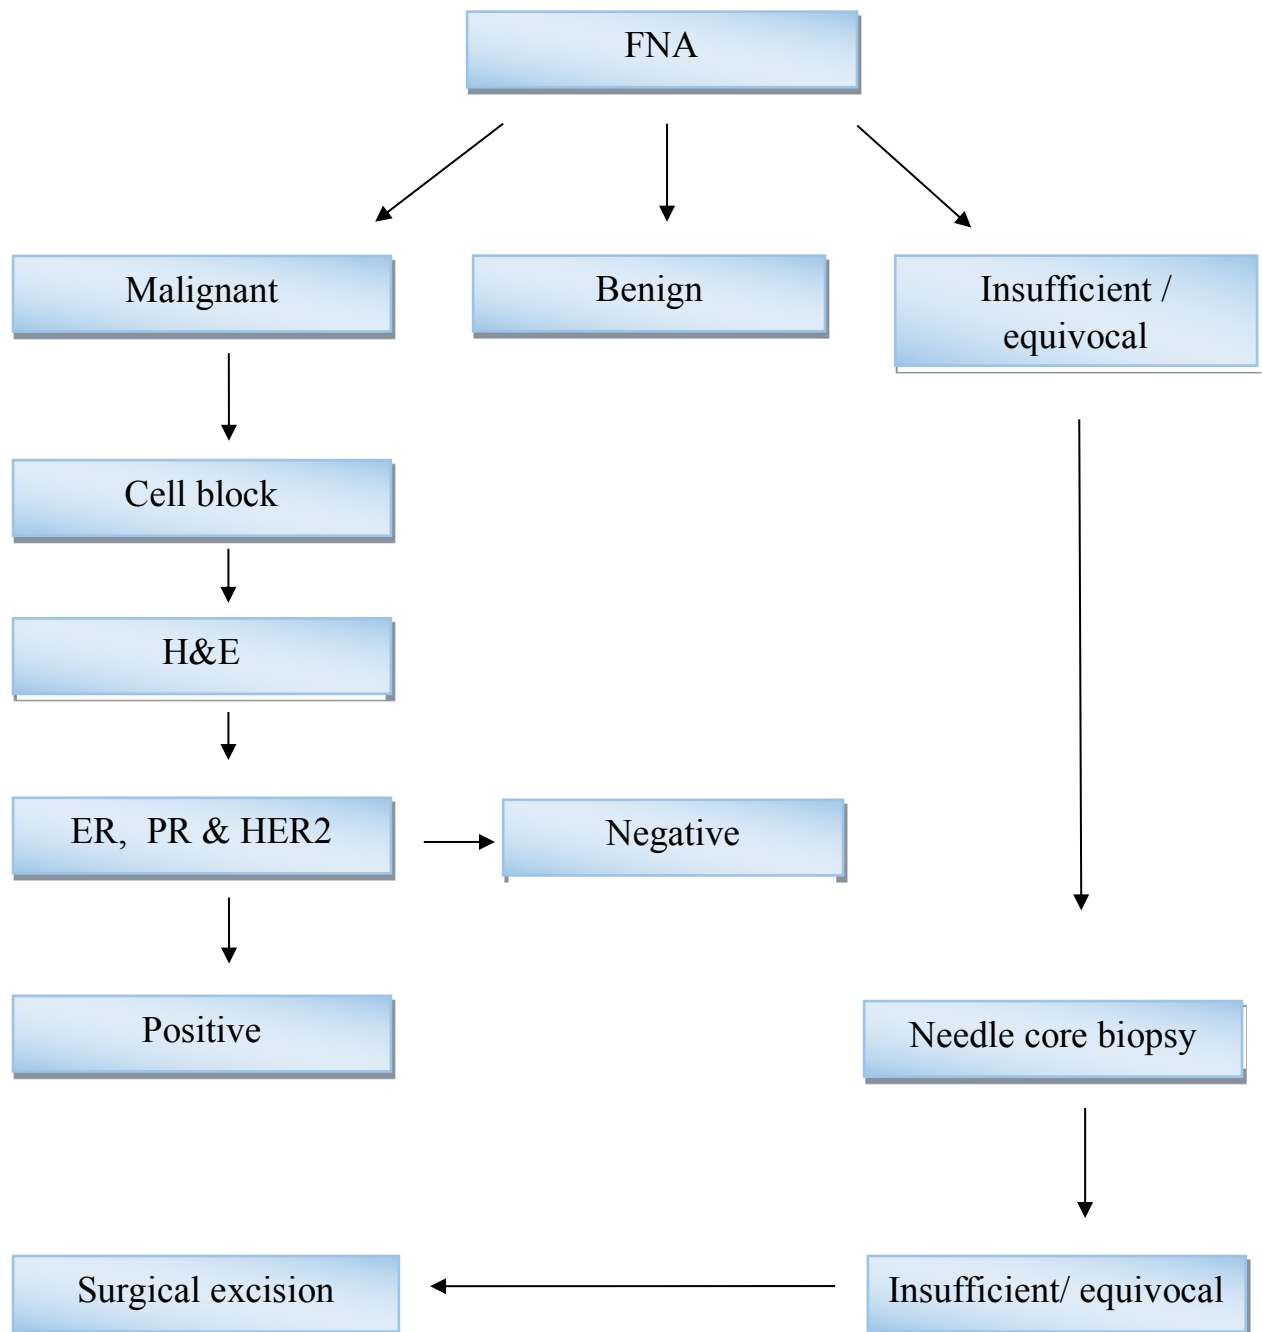 FNA
Malignant
Benign
Insufficient /
equivocal
Cell block
H&E
ER,  PR & HER2
Negative
Positive
Needle core biopsy
Surgical excision
Insufficient/ equivocal